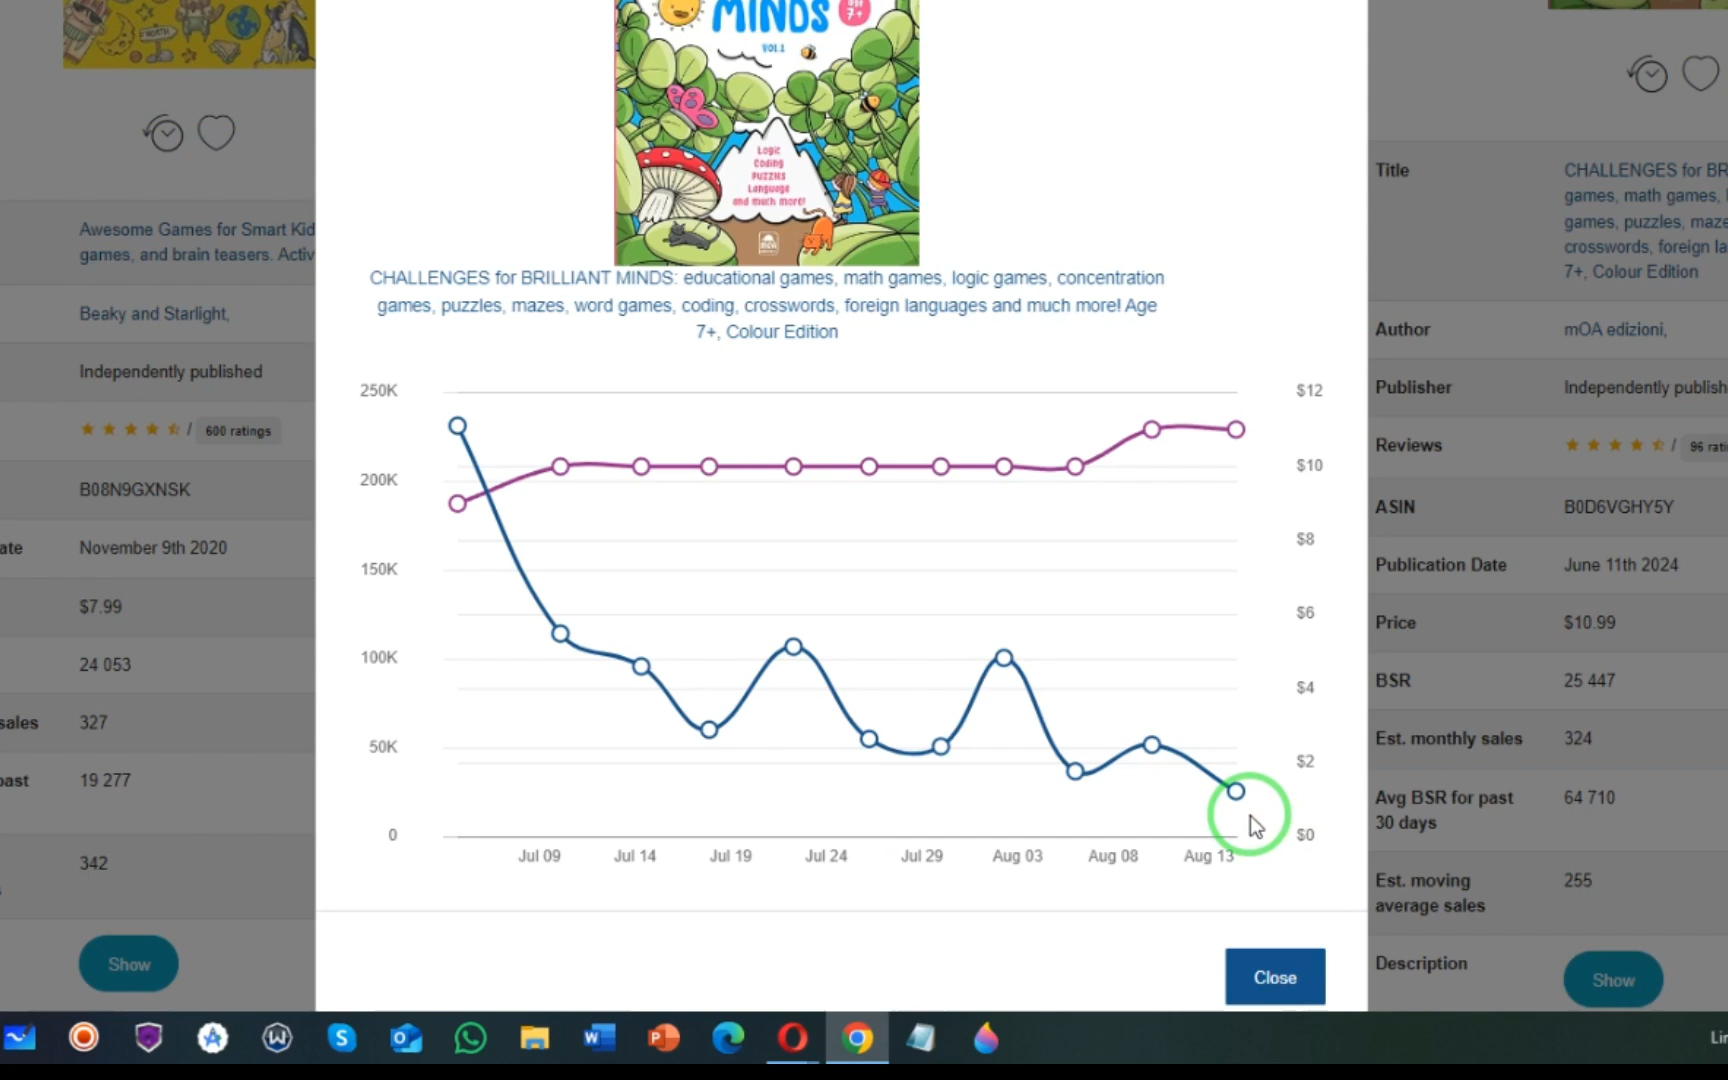 MINDS
7+
VOL 1
Logic
Coding
PUZZLES
Language
and much more!
mOA
NORTH
CHALLENGES for BRILLIANT MINDS: educational games, math games, logic games, concentration
games, puzzles, mazes, word games, coding, crosswords, foreign languages and much more! Age
7+, Colour Edition
250K
200K
150K
100K
50K
0
$12
$10
$8
$6
$4
$2
$0
Jul 09 Jul 14 Jul 19 Jul 24 Jul 29 Aug 03 Aug 08 Aug 13
Close
Awesome Games for Smart Kid
games, and brain teasers. Activ
Beaky and Starlight,
Independently published
/ 600 ratings
B08N9GXNSK
ate November 9th 2020
$7.99
24 053
sales 327
past 19 277
342
Show
Title CHALLENGES for BR
games, math games,
games, puzzles, maze
crosswords, foreign la
7+, Colour Edition
Author mOA edizioni,
Publisher Independently publish
Reviews / 96 rati
ASIN B0D6VGHY5Y
Publication Date June 11th 2024
Price $10.99
BSR 25 447
Est. monthly sales 324
Avg BSR for past 64 710
30 days
Est. moving 255
average sales
Description Show
Lin